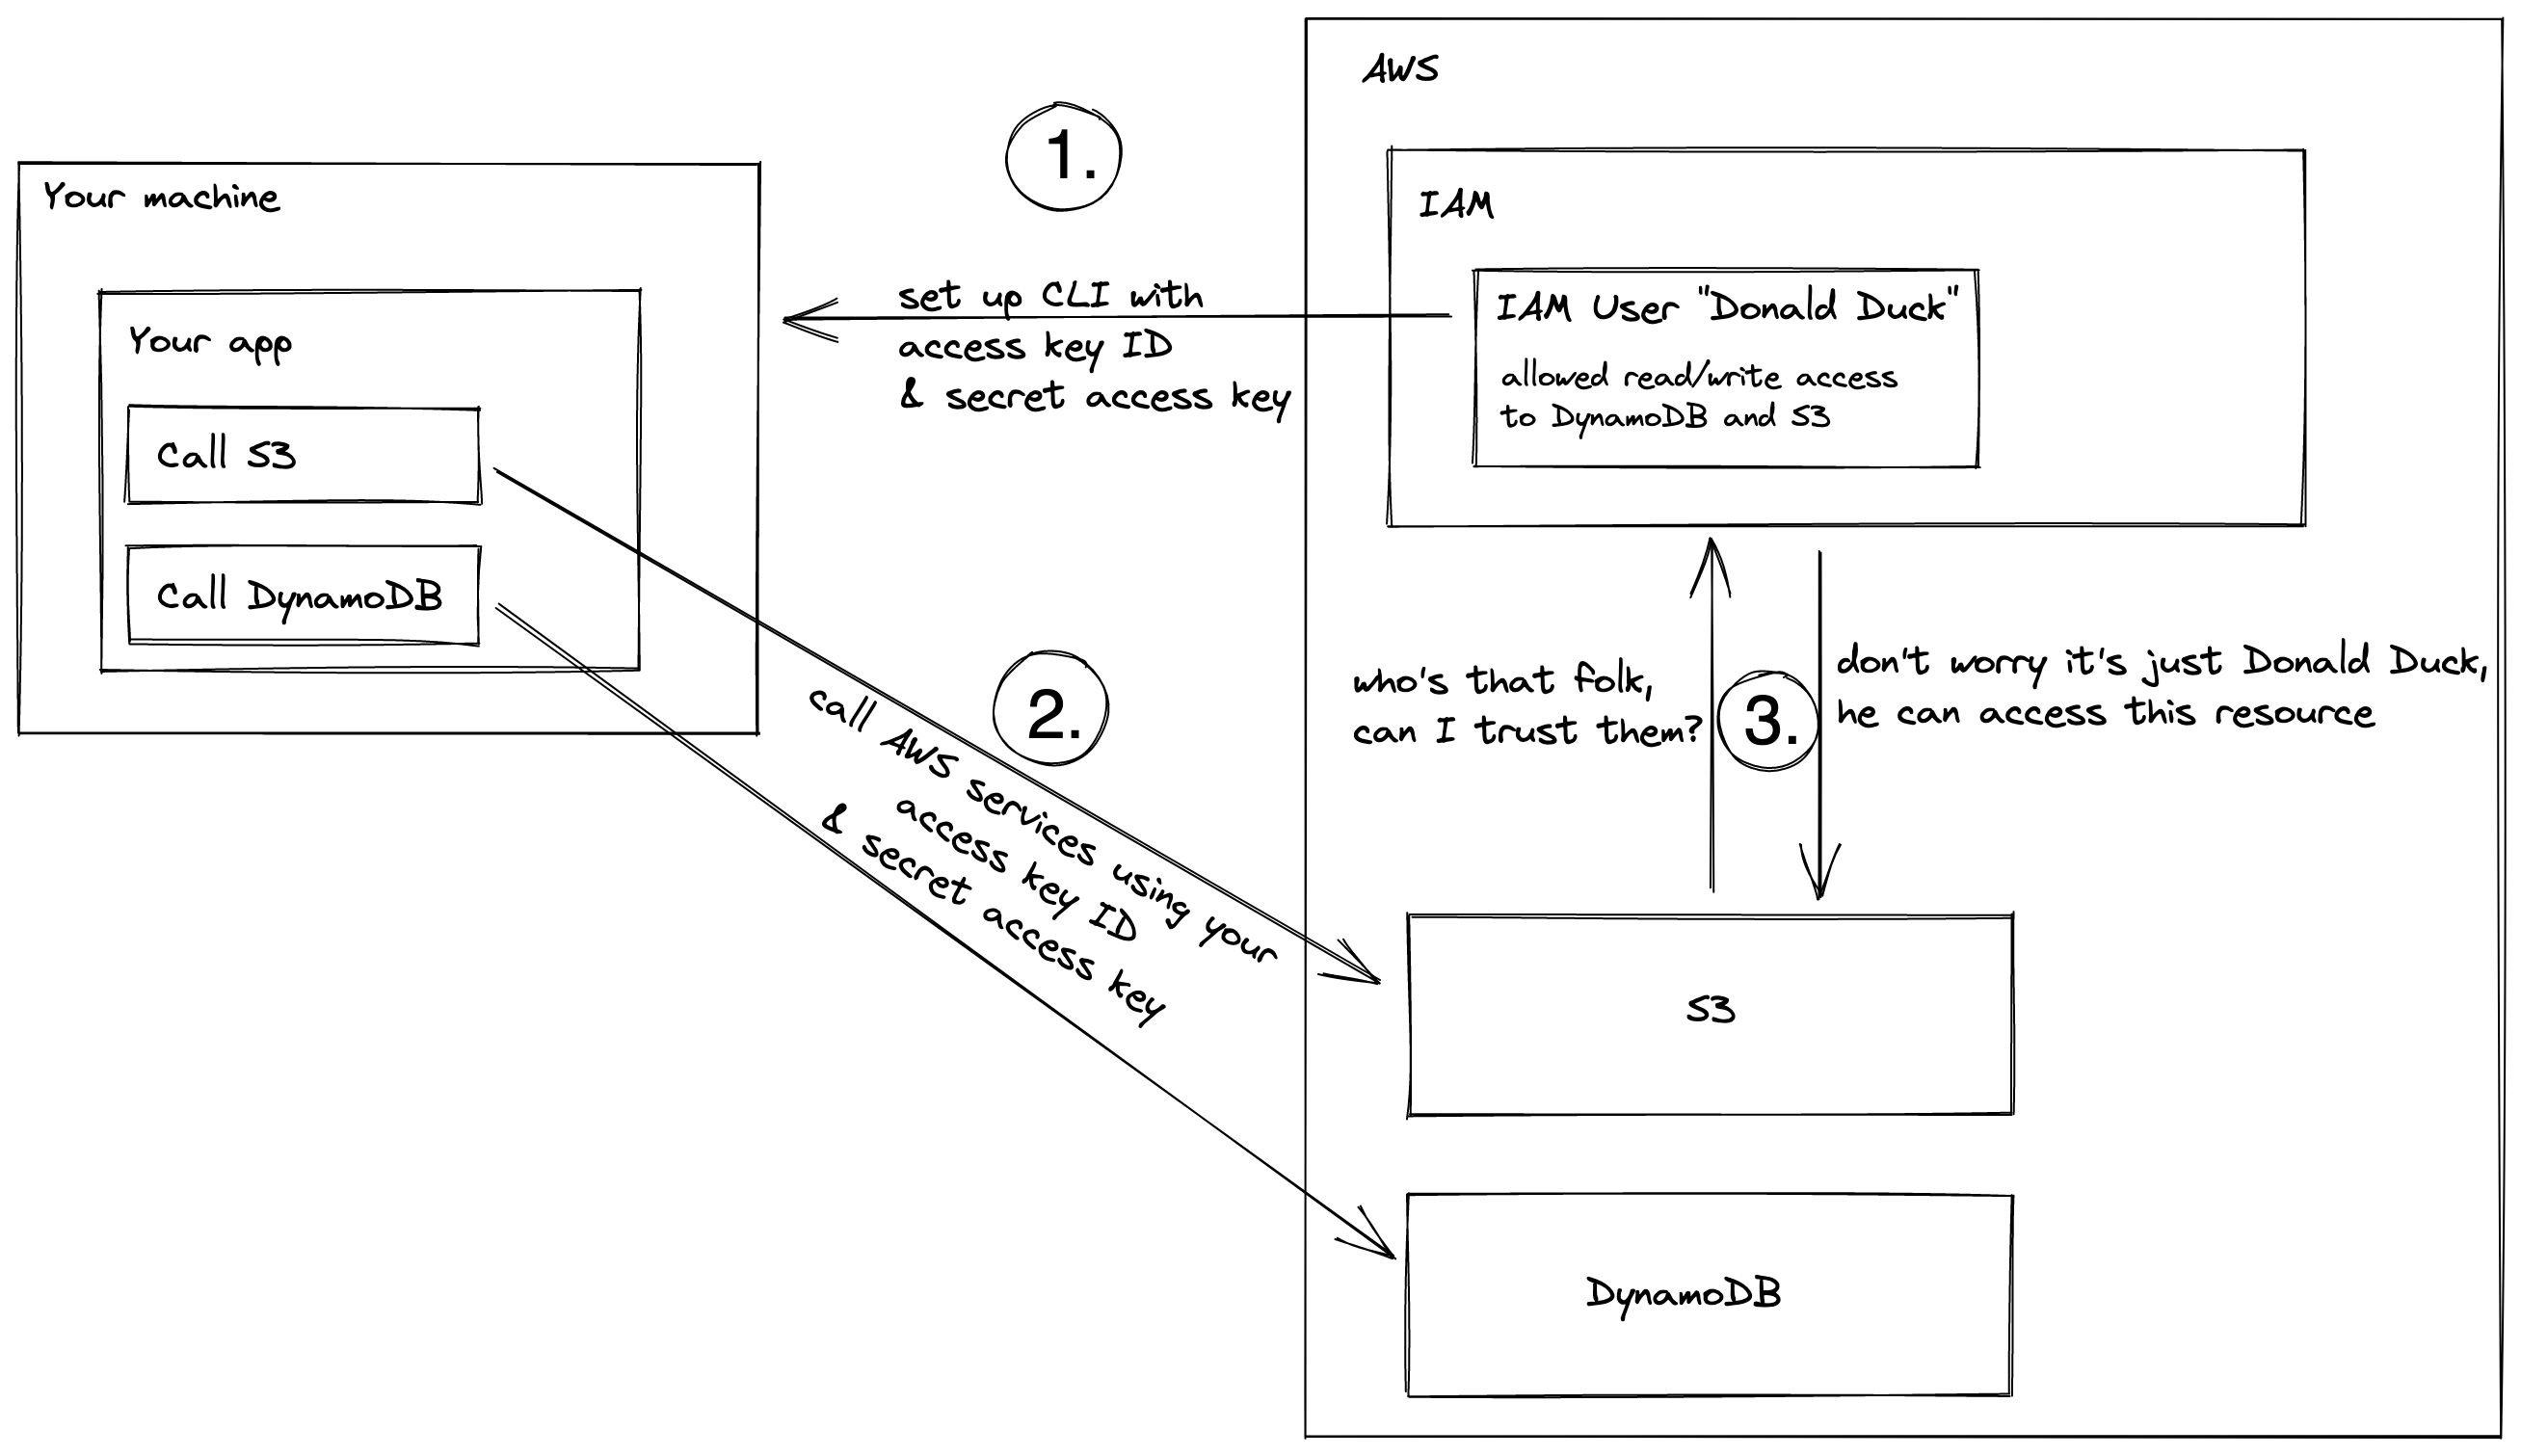 AWS
1.
Your machine
IAM
set up CLI with
access key ID
& secret access key
IAM User "Donald Duck"
allowed read/write access
to DynamoDB and S3
Your app
Call S3
Call DynamoDB
2.
call AWS services using your
access key ID
& secret access key
who's that folk,
can I trust them?
3.
don't worry it's just Donald Duck,
he can access this resource
S3
DynamoDB